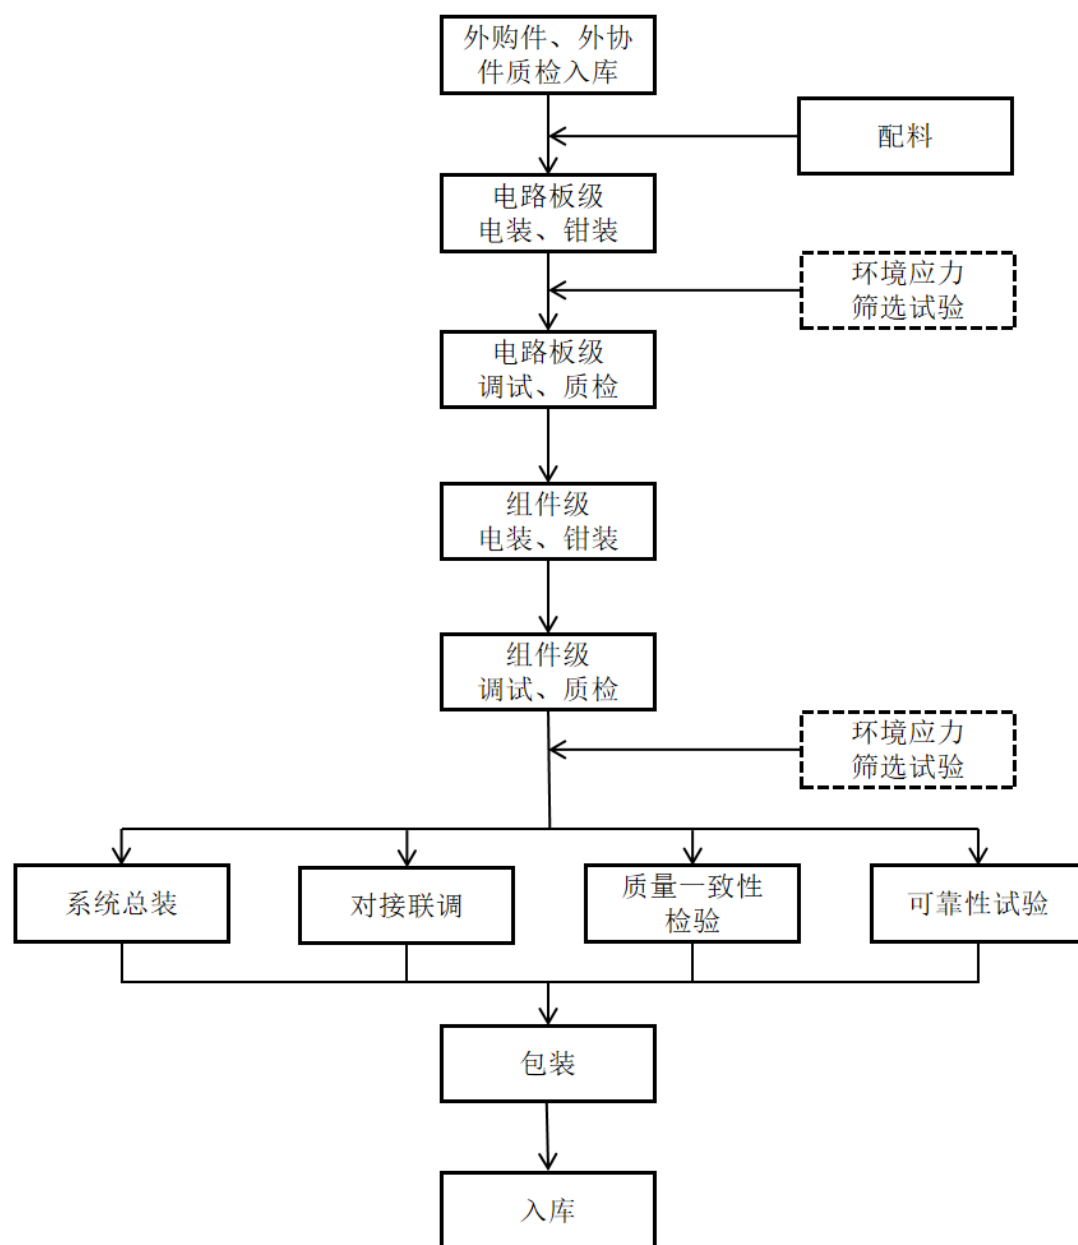 外购件、外协
件质检入库
配料
电路板级
电装、钳装
环境应力
筛选试验
电路板级
调试、质检
组件级
电装、钳装
组件级
调试、质检
环境应力
筛选试验
系统总装
对接联调
质量一致性
检验
可靠性试验
包装
入库